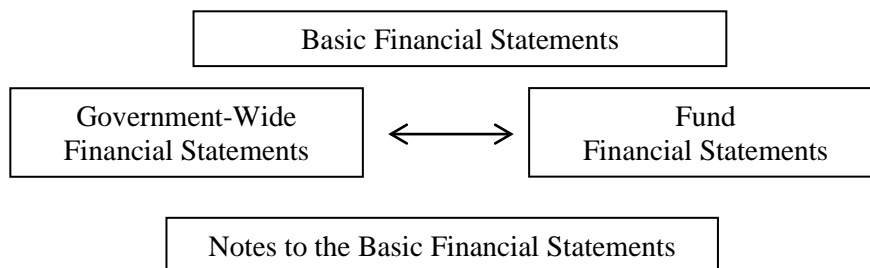 Basic Financial Statements
Government-Wide
Financial Statements
Fund
Financial Statements
Notes to the Basic Financial Statements